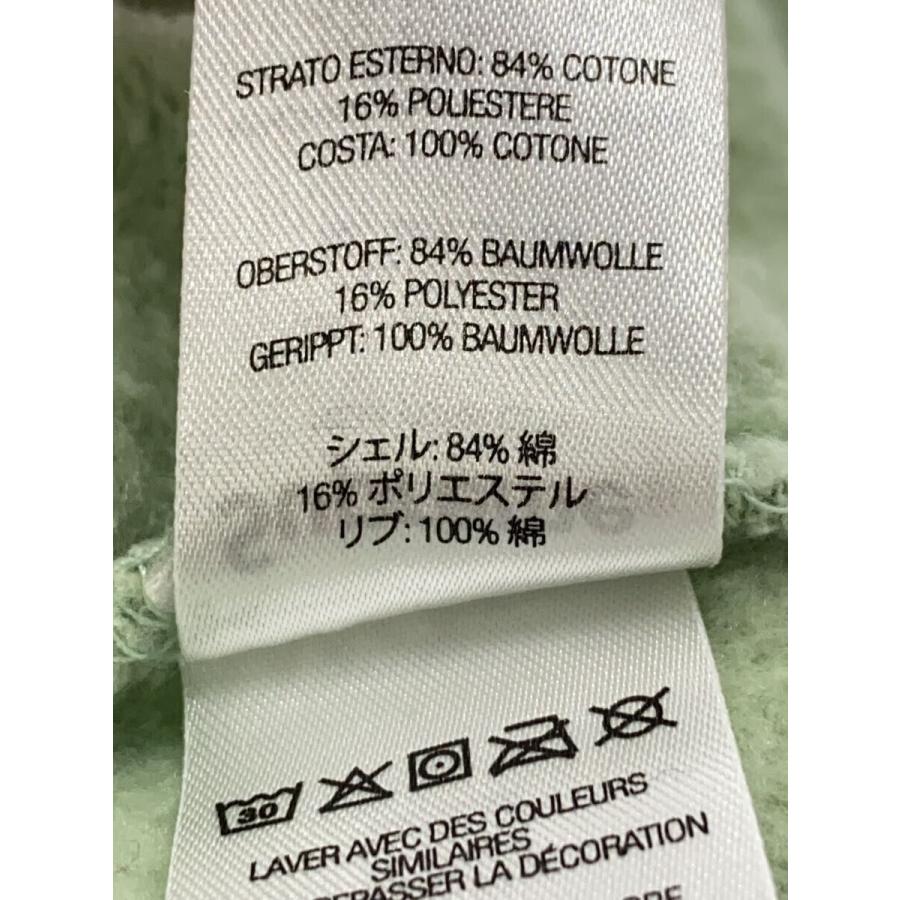 STRATO ESTERNO: 84% COTONE
16% POLIESTERE
COSTA: 100% COTONE
OBERSTOFF: 84% BAUMWOLLE
16% POLYESTER
GERIPPT: 100% BAUMWOLLE
シェル: 84% 綿
16% ポリエステル
リブ: 100% 綿
30
LAVER AVEC DES COULEURS
SIMILAIRES
LA DÉCORATION